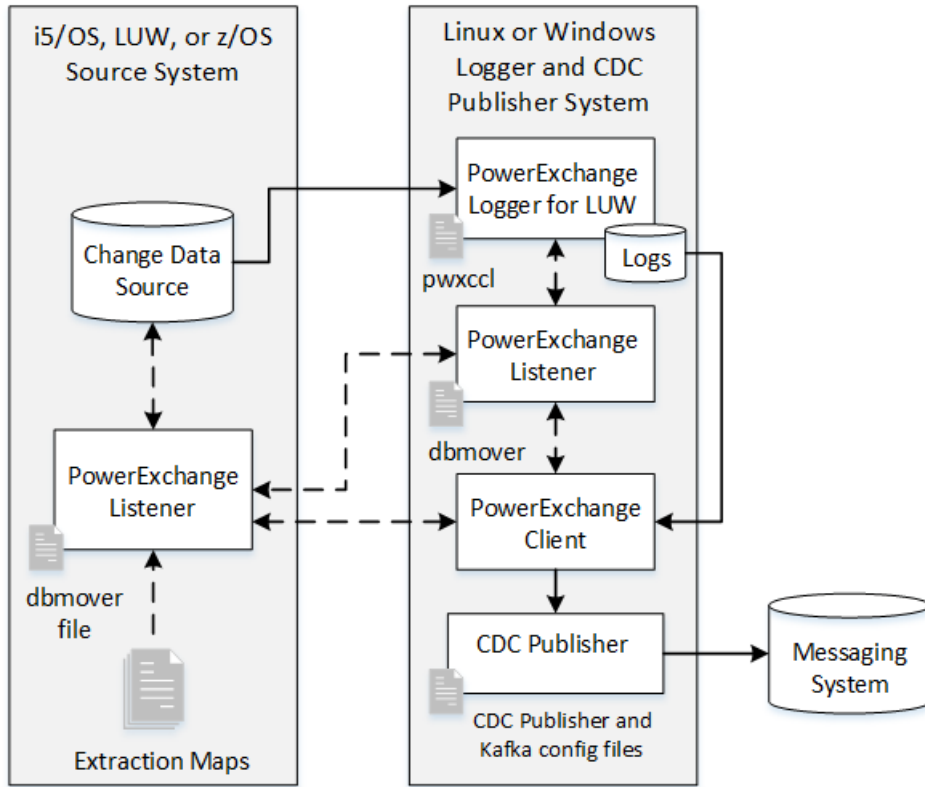 i5/OS, LUW, or z/OS
Source System
Change Data
Source
PowerExchange
Listener
dbmover
file
Extraction Maps
Linux or Windows
Logger and CDC
Publisher System
PowerExchange
Logger for LUW
Logs
pwxccl
PowerExchange
Listener
dbmover
PowerExchange
Client
CDC Publisher
CDC Publisher and
Kafka config files
Messaging
System